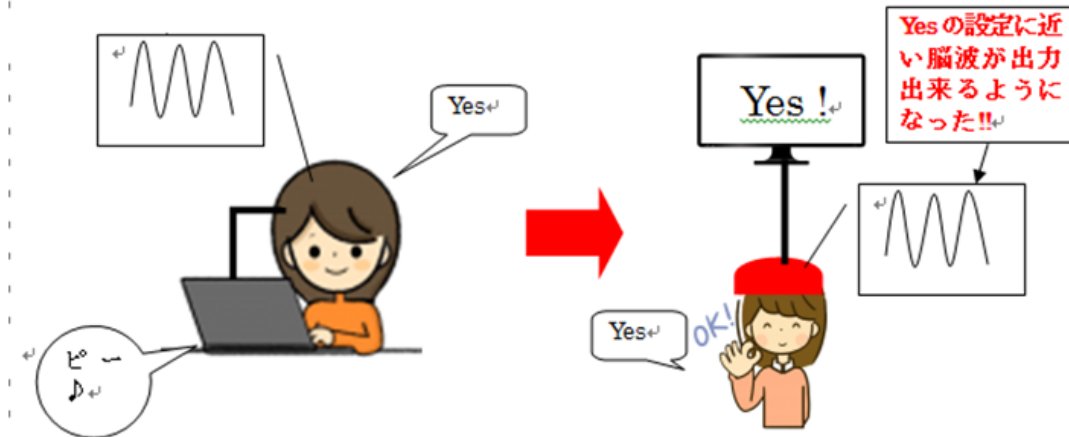 Yes
ピー
♪
Yes !
Yesの設定に近
い脳波が出力
出来るように
なった!!
Yes
OK!